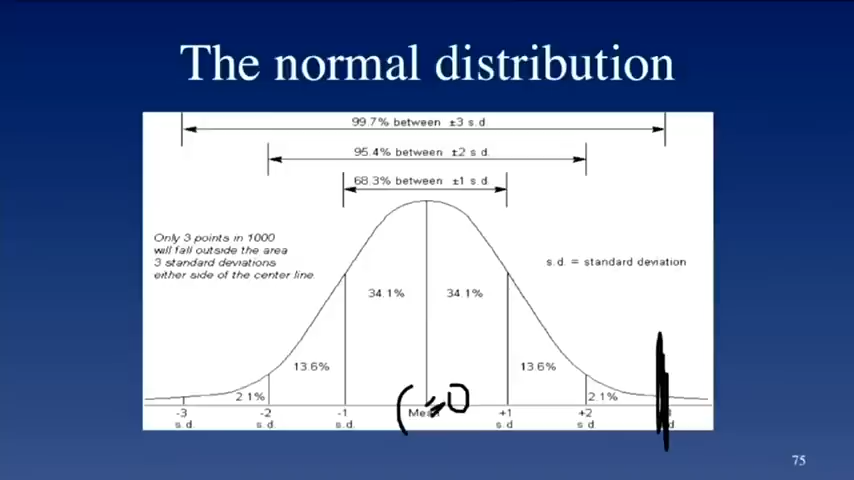 The normal distribution
99.7% between ±3 s.d
95.4% between ±2 s.d.
68.3% between ±1 s.d
Only 3 points in 1000
will fall outside the area
3 standard deviations
either side of the center line.
s.d. = standard deviation
34.1% 34.1%
13.6% 13.6%
2.1% 2.1%
-3 -2 -1 +1 +2
s.d. s.d. s.d. s.d s.d.
75